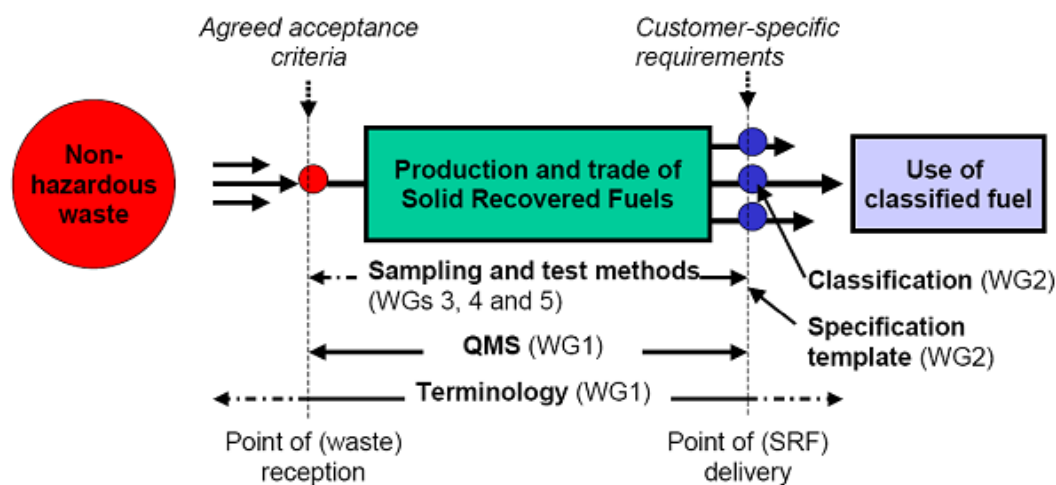 Agreed acceptance
criteria
Customer-specific
requirements
Non-
hazardous
waste
Production and trade of
Solid Recovered Fuels
Use of
classified fuel
Sampling and test methods
(WGs 3, 4 and 5)
Classification (WG2)
Specification
template (WG2)
QMS (WG1)
Terminology (WG1)
Point of (waste)
reception
Point of (SRF)
delivery